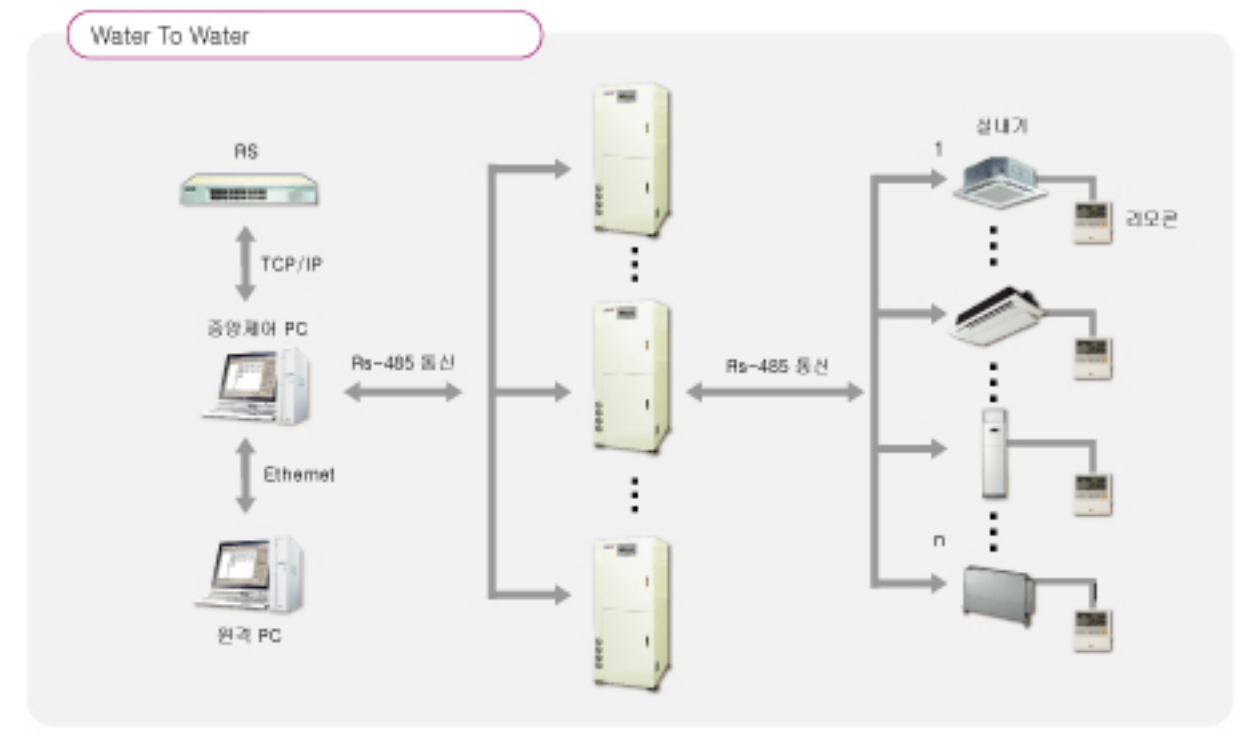 Water To Water
RS
TCP/IP
중앙제어 PC
Rs-485 통신
Ethernet
원격 PC
Rs-485 통신
실내기
1
리모콘
n